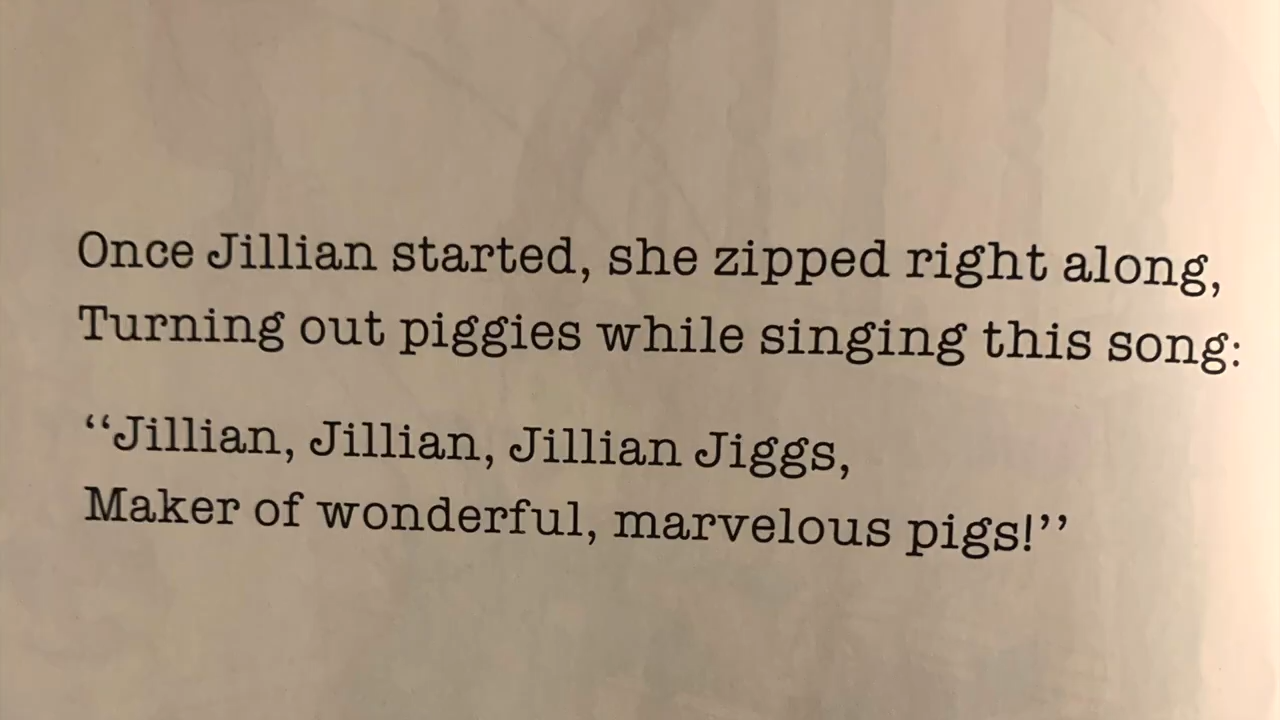 Once Jillian started, she zipped right along,
Turning out piggies while singing this song:
“Jillian, Jillian, Jillian Jiggs,
Maker of wonderful, marvelous pigs!”